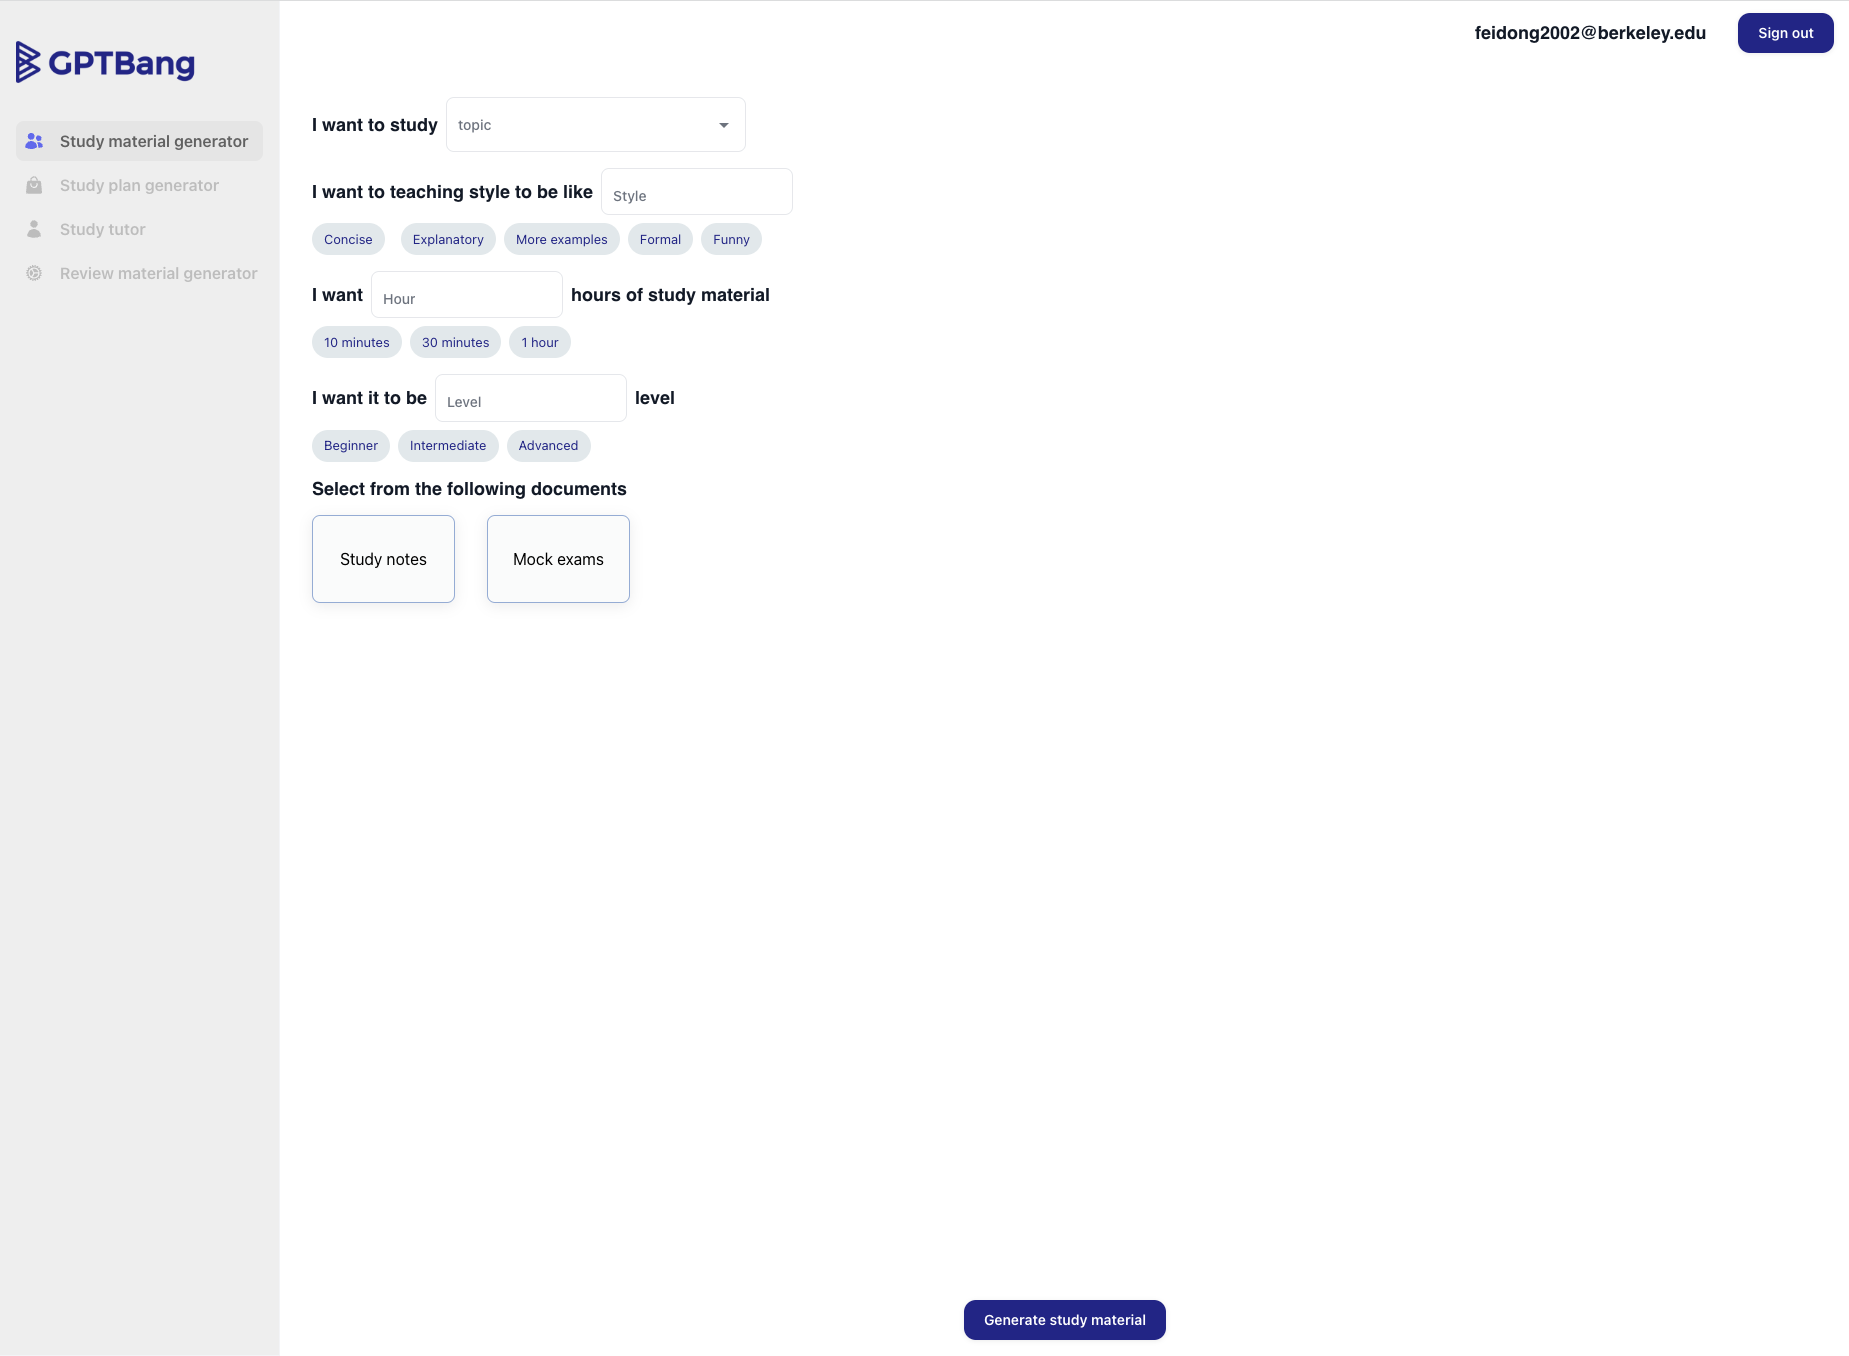 GPTBang
Study material generator
Study plan generator
Study tutor
Review material generator
feidong2002@berkeley.edu
Sign out
I want to study topic
I want to teaching style to be like Style
Concise Explanatory More examples Formal Funny
I want Hour hours of study material
10 minutes 30 minutes 1 hour
I want it to be Level level
Beginner Intermediate Advanced
Select from the following documents
Study notes Mock exams
Generate study material